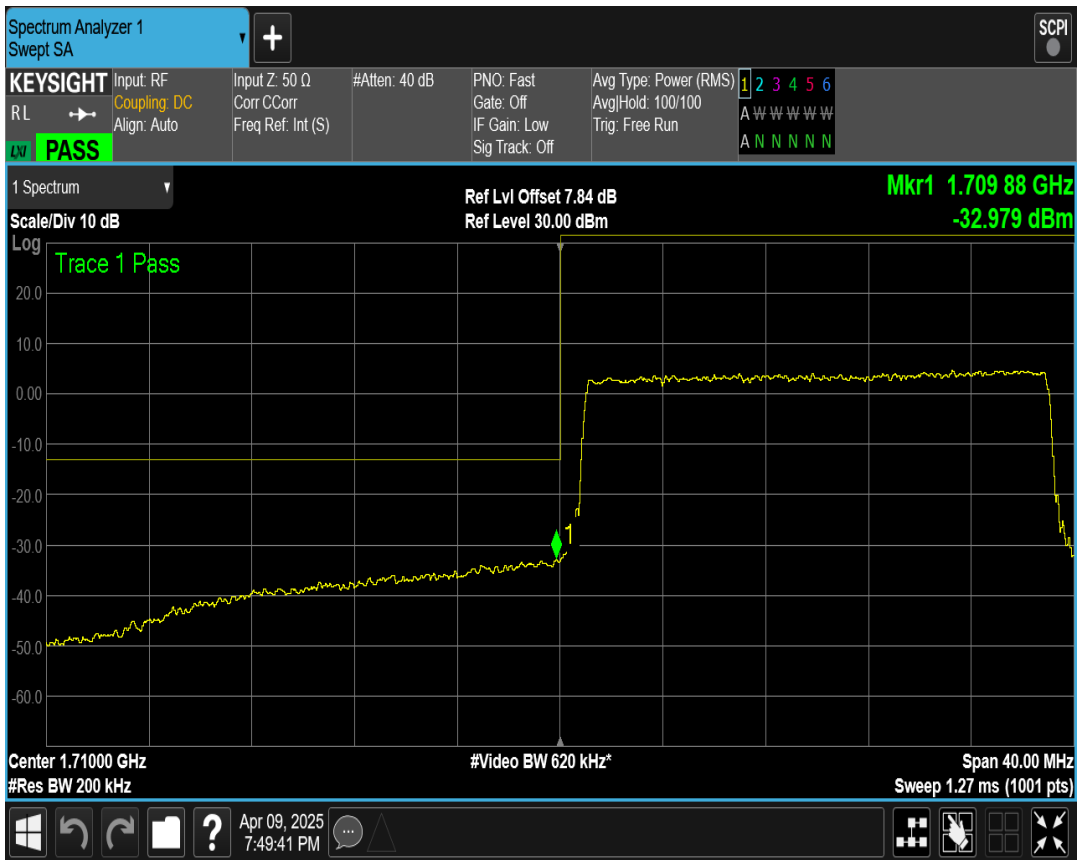 Spectrum Analyzer 1
Swept SA
SCPI
KEYSIGHT
RL
LXI PASS
Input: RF
Coupling: DC
Align: Auto
Input Z: 50 Ω
Corr CCorr
Freq Ref: Int (S)
#Atten: 40 dB
PNO: Fast
Gate: Off
IF Gain: Low
Sig Track: Off
Avg Type: Power (RMS)
Avg|Hold: 100/100
Trig: Free Run
1 2 3 4 5 6
A W W W W W
A N N N N N
1 Spectrum
Scale/Div 10 dB
Ref Lvl Offset 7.84 dB
Ref Level 30.00 dBm
Mkr1 1.709 88 GHz
-32.979 dBm
Log
Trace 1 Pass
20.0
10.0
0.00
-10.0
-20.0
-30.0
-40.0
-50.0
-60.0
1
Center 1.71000 GHz
#Res BW 200 kHz
#Video BW 620 kHz*
Span 40.00 MHz
Sweep 1.27 ms (1001 pts)
?
Apr 09, 2025
7:49:41 PM